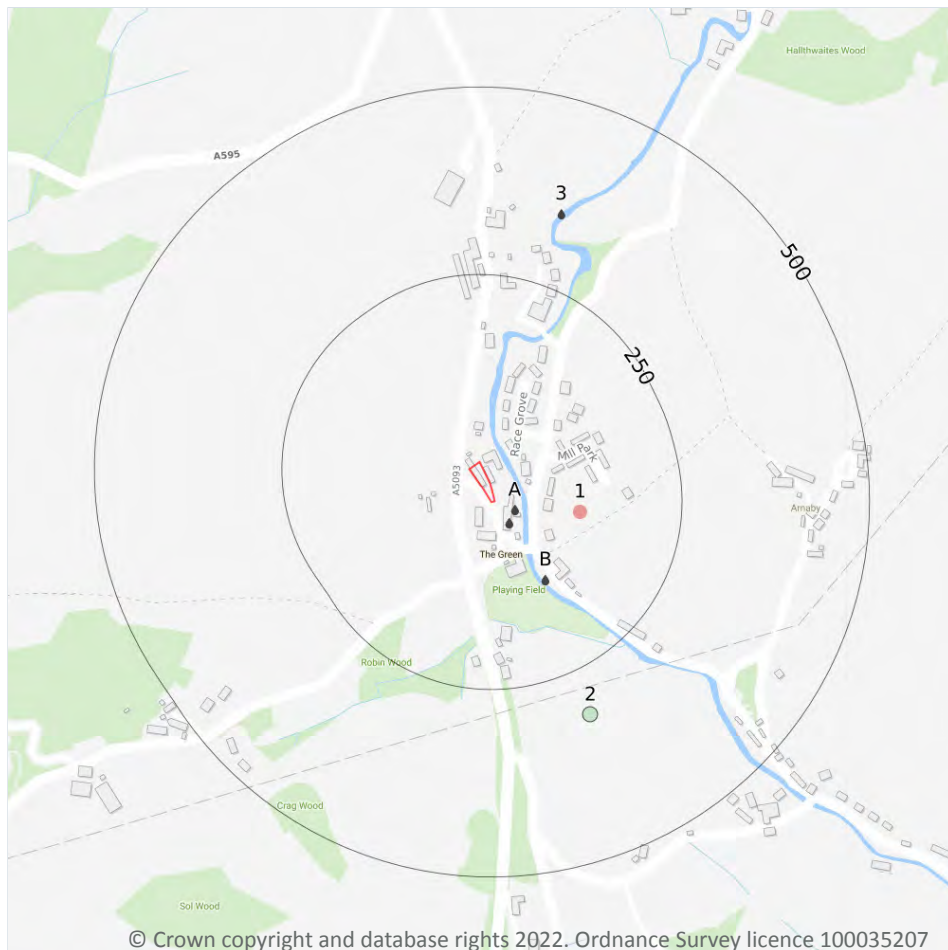 Hallthwaites Wood
A595
3
500
250
Race Grove
Mill Park
A5093
A
1
Arnaby
The Green
B
Playing Field
Robin Wood
2
Crag Wood
Sol Wood
© Crown copyright and database rights 2022. Ordnance Survey licence 100035207